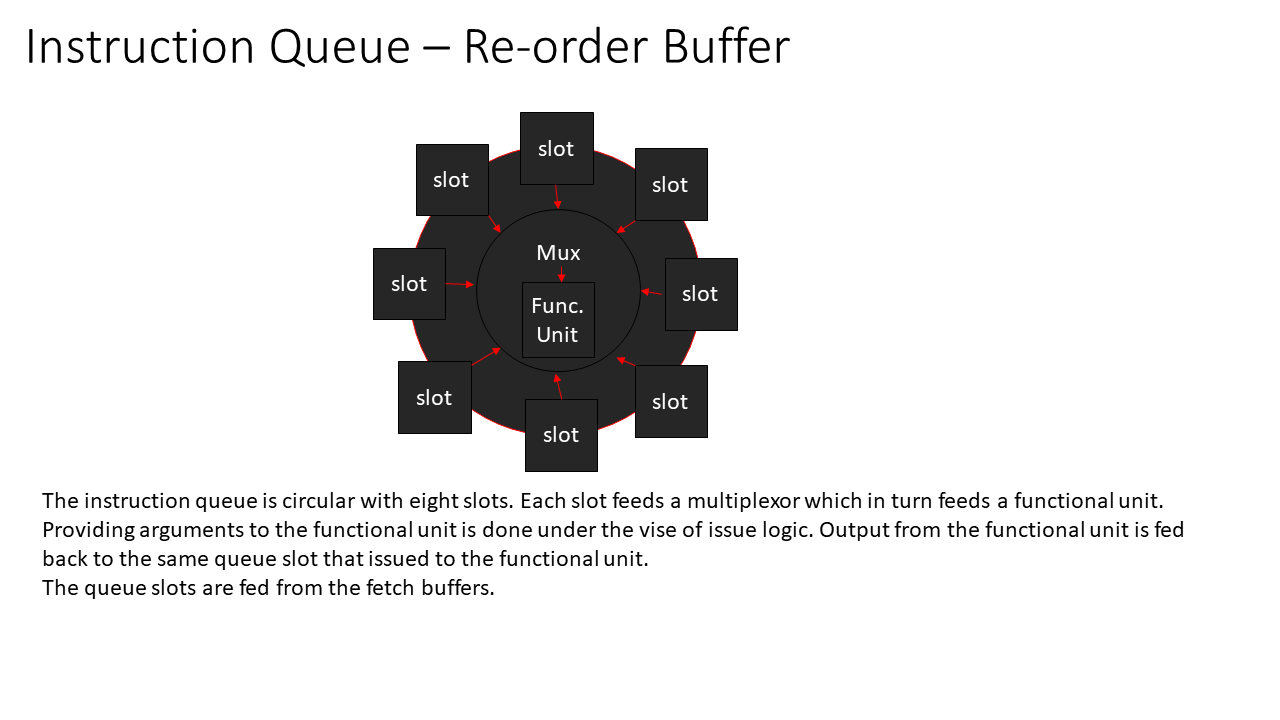 Instruction Queue – Re-order Buffer
slot
slot
slot
slot
Mux
slot
Func.
Unit
slot
slot
slot
The instruction queue is circular with eight slots. Each slot feeds a multiplexor which in turn feeds a functional unit.
Providing arguments to the functional unit is done under the vise of issue logic. Output from the functional unit is fed
back to the same queue slot that issued to the functional unit.
The queue slots are fed from the fetch buffers.